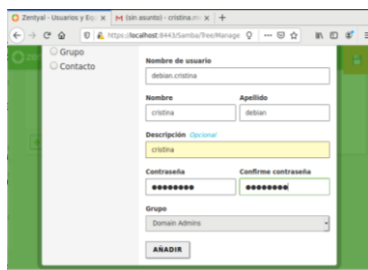 Zentyal - Usuarios y Eq
(sin asunto) - cristina.m
https://localhost:8443/Samba/Tree/Manage
Grupo
Contacto
Nombre de usuario
debian.cristina
Nombre Apellido
cristina debian
Descripción Opcional
cristina
Contraseña Confirme contraseña
●●●●●●●● ●●●●●●●●
Grupo
Domain Admins
AÑADIR